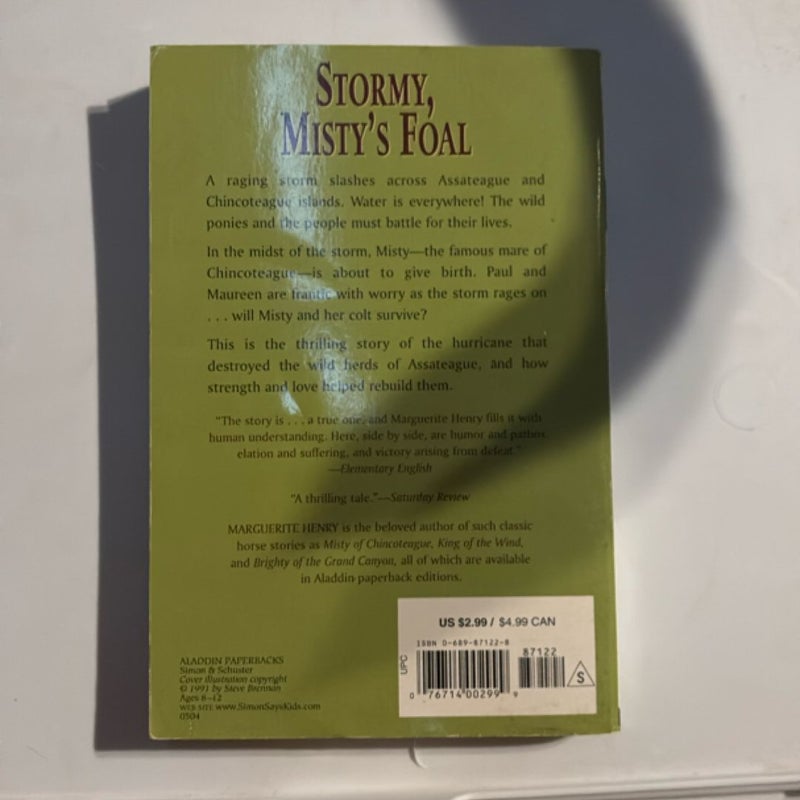 STORMY,
MISTY'S FOAL
A raging storm slashes across Assateague and
Chincoteague islands. Water is everywhere! The wild
ponies and the people must battle for their lives.
In the midst of the storm, Misty—the famous mare of
Chincoteague—is about to give birth. Paul and
Maureen are frantic with worry as the storm rages on
. . . will Misty and her colt survive?
This is the thrilling story of the hurricane that
destroyed the wild herds of Assateague, and how
strength and love helped rebuild them.
"The story is . . . a true one, and Marguerite Henry fills it with
human understanding. Here, side by side, are humor and pathos,
elation and suffering, and victory arising from defeat."
—Elementary English
"A thrilling tale."—Saturday Review
MARGUERITE HENRY is the beloved author of such classic
horse stories as Misty of Chincoteague, King of the Wind,
and Brighty of the Grand Canyon, all of which are available
in Aladdin paperback editions.
US $2.99 / $4.99 CAN
ISBN 0-689-87122-8
87122
UPC
S
0 76714 00299 9
ALADDIN PAPERBACKS
Simon & Schuster
Cover illustration copyright
© 1991 by Steve Brennan
Ages 8–12
WEB SITE: www.SimonSaysKids.com
0504